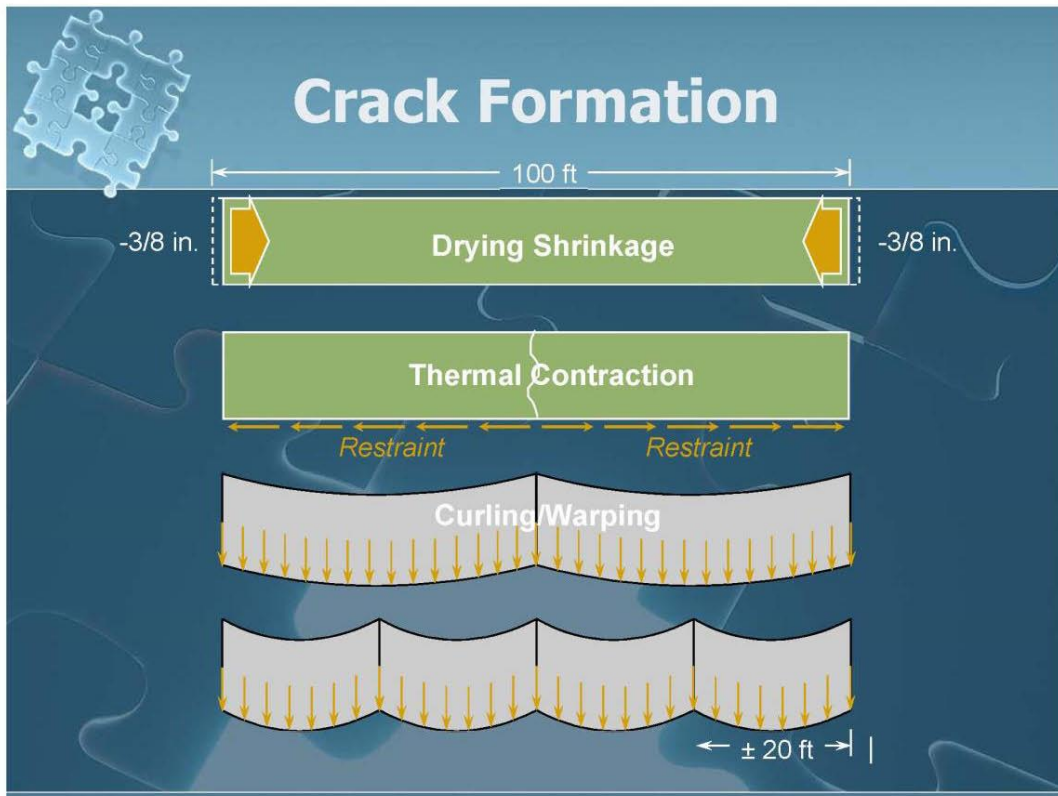 Crack Formation
100 ft
-3/8 in.
Drying Shrinkage
-3/8 in.
Thermal Contraction
Restraint
Restraint
Curling/Warping
± 20 ft